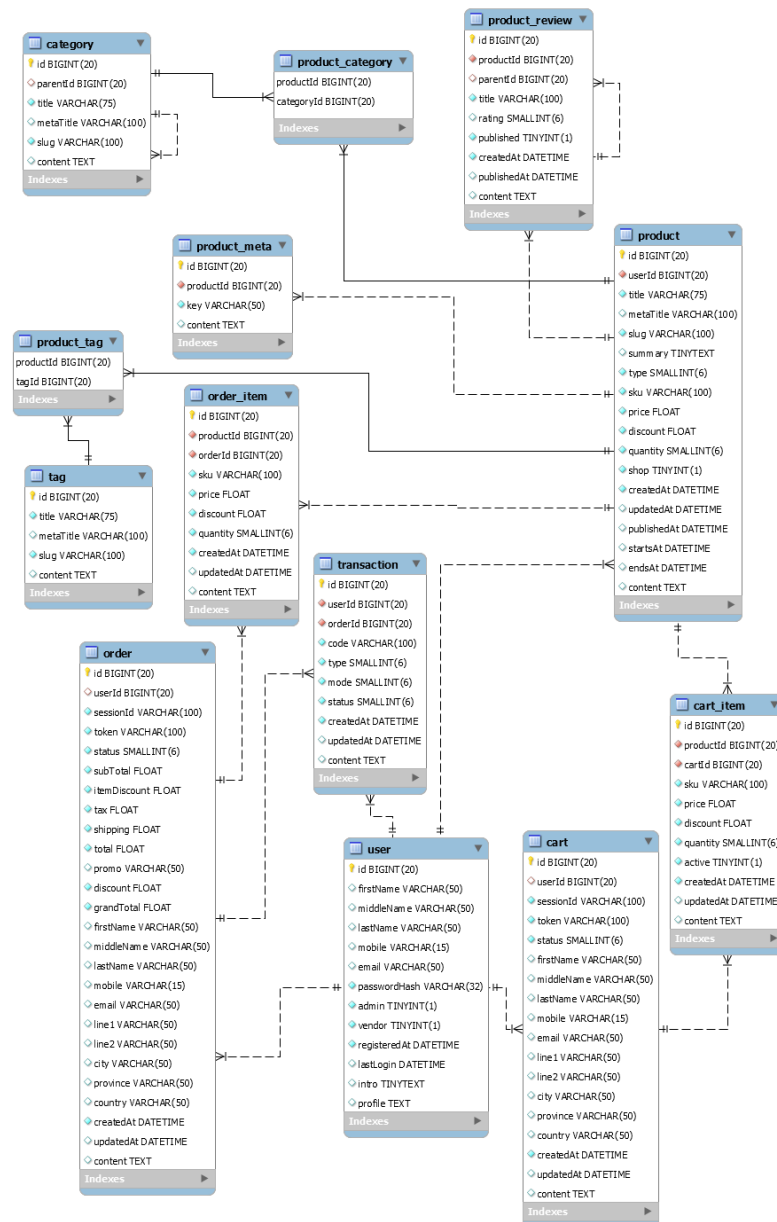 category
id BIGINT(20)
parentId BIGINT(20)
title VARCHAR(75)
metaTitle VARCHAR(100)
slug VARCHAR(100)
content TEXT
Indexes
product_category
productId BIGINT(20)
categoryId BIGINT(20)
Indexes
product_review
id BIGINT(20)
productId BIGINT(20)
parentId BIGINT(20)
title VARCHAR(100)
rating SMALLINT(6)
published TINYINT(1)
createdAt DATETIME
publishedAt DATETIME
content TEXT
Indexes
product_meta
id BIGINT(20)
productId BIGINT(20)
key VARCHAR(50)
content TEXT
Indexes
product
id BIGINT(20)
userId BIGINT(20)
title VARCHAR(75)
metaTitle VARCHAR(100)
slug VARCHAR(100)
summary TINYTEXT
type SMALLINT(6)
sku VARCHAR(100)
price FLOAT
discount FLOAT
quantity SMALLINT(6)
shop TINYINT(1)
createdAt DATETIME
updatedAt DATETIME
publishedAt DATETIME
startsAt DATETIME
endsAt DATETIME
content TEXT
Indexes
product_tag
productId BIGINT(20)
tagId BIGINT(20)
Indexes
order_item
id BIGINT(20)
productId BIGINT(20)
orderId BIGINT(20)
sku VARCHAR(100)
price FLOAT
discount FLOAT
quantity SMALLINT(6)
createdAt DATETIME
updatedAt DATETIME
content TEXT
Indexes
tag
id BIGINT(20)
title VARCHAR(75)
metaTitle VARCHAR(100)
slug VARCHAR(100)
content TEXT
Indexes
transaction
id BIGINT(20)
userId BIGINT(20)
orderId BIGINT(20)
code VARCHAR(100)
type SMALLINT(6)
mode SMALLINT(6)
status SMALLINT(6)
createdAt DATETIME
updatedAt DATETIME
content TEXT
Indexes
order
id BIGINT(20)
userId BIGINT(20)
sessionId VARCHAR(100)
token VARCHAR(100)
status SMALLINT(6)
subTotal FLOAT
itemDiscount FLOAT
tax FLOAT
shipping FLOAT
total FLOAT
promo VARCHAR(50)
discount FLOAT
grandTotal FLOAT
firstName VARCHAR(50)
middleName VARCHAR(50)
lastName VARCHAR(50)
mobile VARCHAR(15)
email VARCHAR(50)
line1 VARCHAR(50)
line2 VARCHAR(50)
city VARCHAR(50)
province VARCHAR(50)
country VARCHAR(50)
createdAt DATETIME
updatedAt DATETIME
content TEXT
Indexes
cart_item
id BIGINT(20)
productId BIGINT(20)
cartId BIGINT(20)
sku VARCHAR(100)
price FLOAT
discount FLOAT
quantity SMALLINT(6)
active TINYINT(1)
createdAt DATETIME
updatedAt DATETIME
content TEXT
Indexes
user
id BIGINT(20)
firstName VARCHAR(50)
middleName VARCHAR(50)
lastName VARCHAR(50)
mobile VARCHAR(15)
email VARCHAR(50)
passwordHash VARCHAR(32)
admin TINYINT(1)
vendor TINYINT(1)
registeredAt DATETIME
lastLogin DATETIME
intro TINYTEXT
profile TEXT
Indexes
cart
id BIGINT(20)
userId BIGINT(20)
sessionId VARCHAR(100)
token VARCHAR(100)
status SMALLINT(6)
firstName VARCHAR(50)
middleName VARCHAR(50)
lastName VARCHAR(50)
mobile VARCHAR(15)
email VARCHAR(50)
line1 VARCHAR(50)
line2 VARCHAR(50)
city VARCHAR(50)
province VARCHAR(50)
country VARCHAR(50)
createdAt DATETIME
updatedAt DATETIME
content TEXT
Indexes